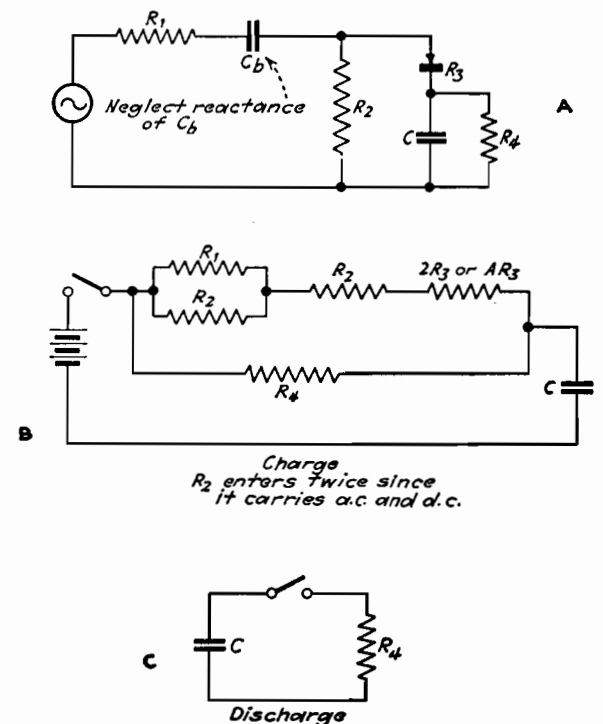 R1
Cb
R3
Neglect reactance
of Cb
R2
C
R4
A
R1
R2
2R3 or AR3
R2
R4
C
B
Charge
R2 enters twice since
it carries a.c. and d.c.
C
C
R4
Discharge